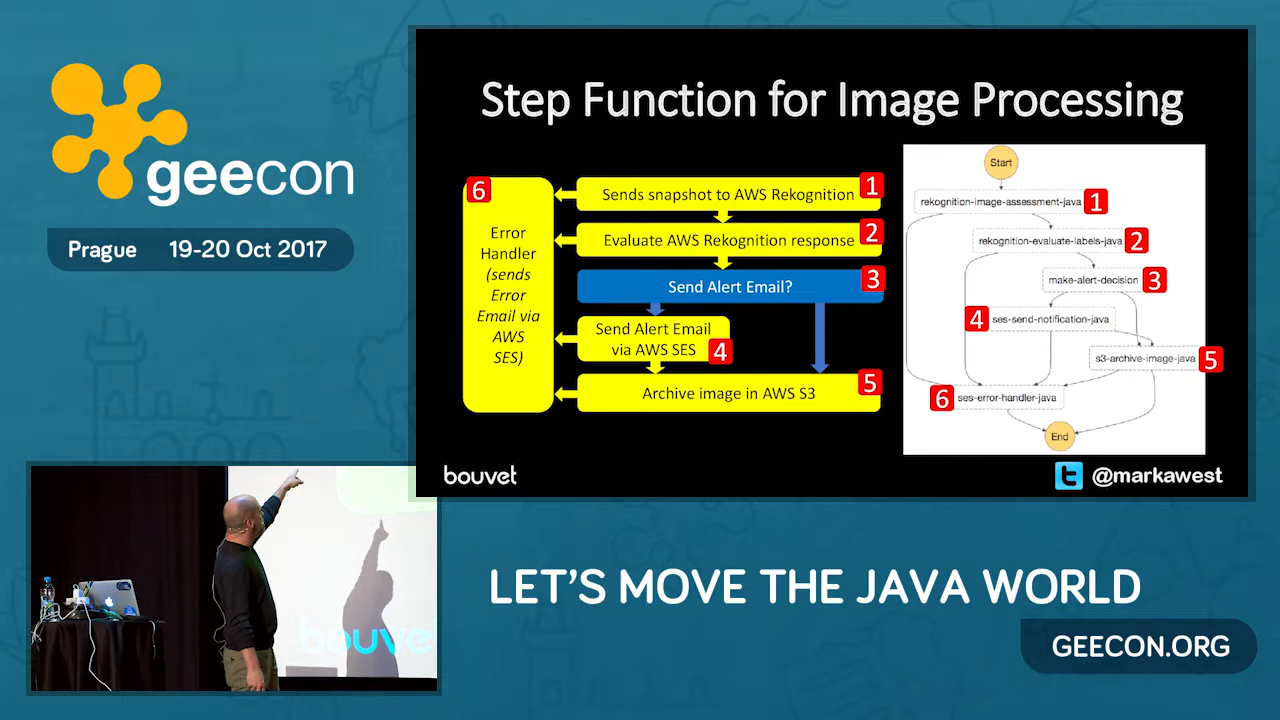 geecon
Prague 19-20 Oct 2017
Step Function for Image Processing
6
Error
Handler
(sends
Error
Email via
AWS
SES)
Sends snapshot to AWS Rekognition
1
Evaluate AWS Rekognition response
2
Send Alert Email?
3
Send Alert Email
via AWS SES
4
Archive image in AWS S3
5
Start
rekognition-image-assessment-java
1
rekognition-evaluate-labels-java
2
make-alert-decision
3
4
ses-send-notification-java
s3-archive-image-java
5
6
ses-error-handler-java
End
bouvet
@markawest
bouvet
LET'S MOVE THE JAVA WORLD
GEECON.ORG